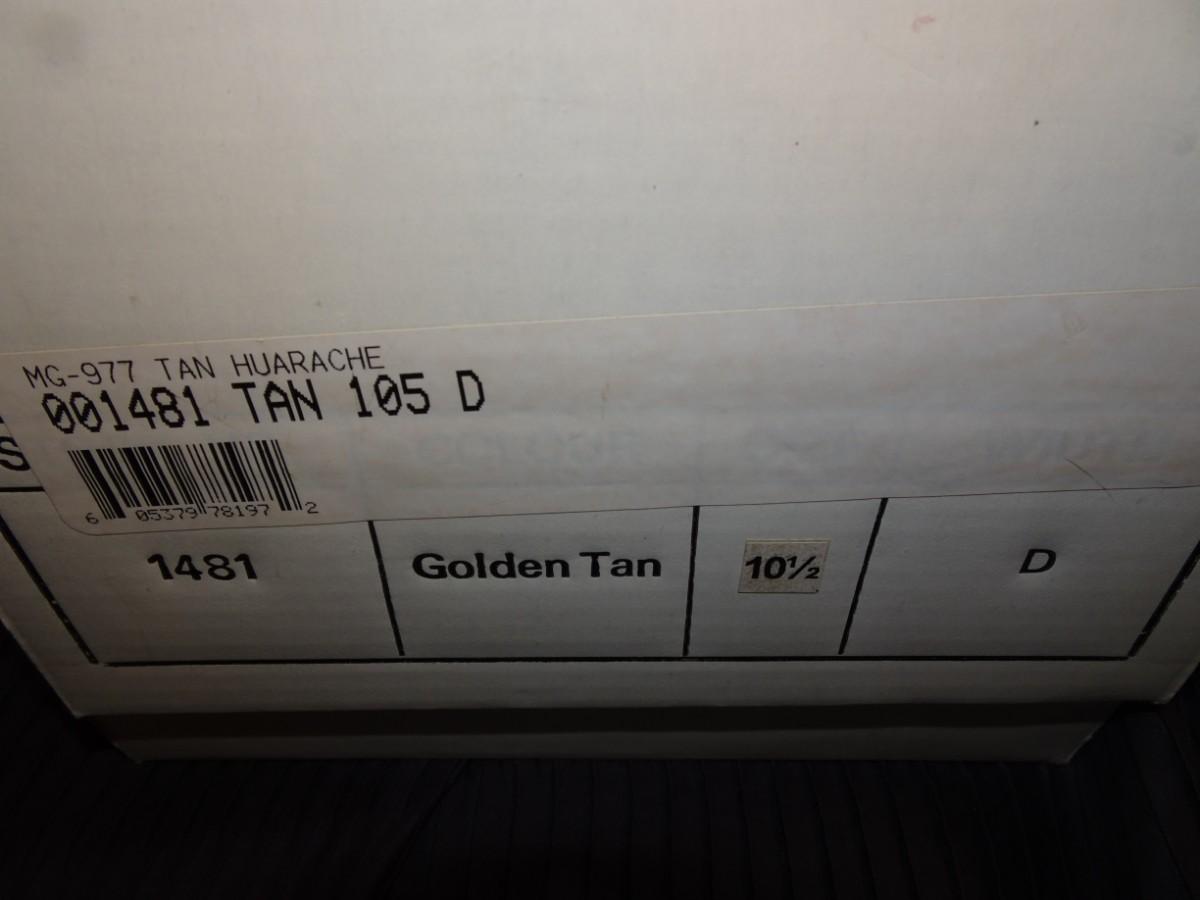 MG-977 TAN HUARACHE
001481 TAN 105 D
S
6 05379 78197 2
1481 Golden Tan 10½ D